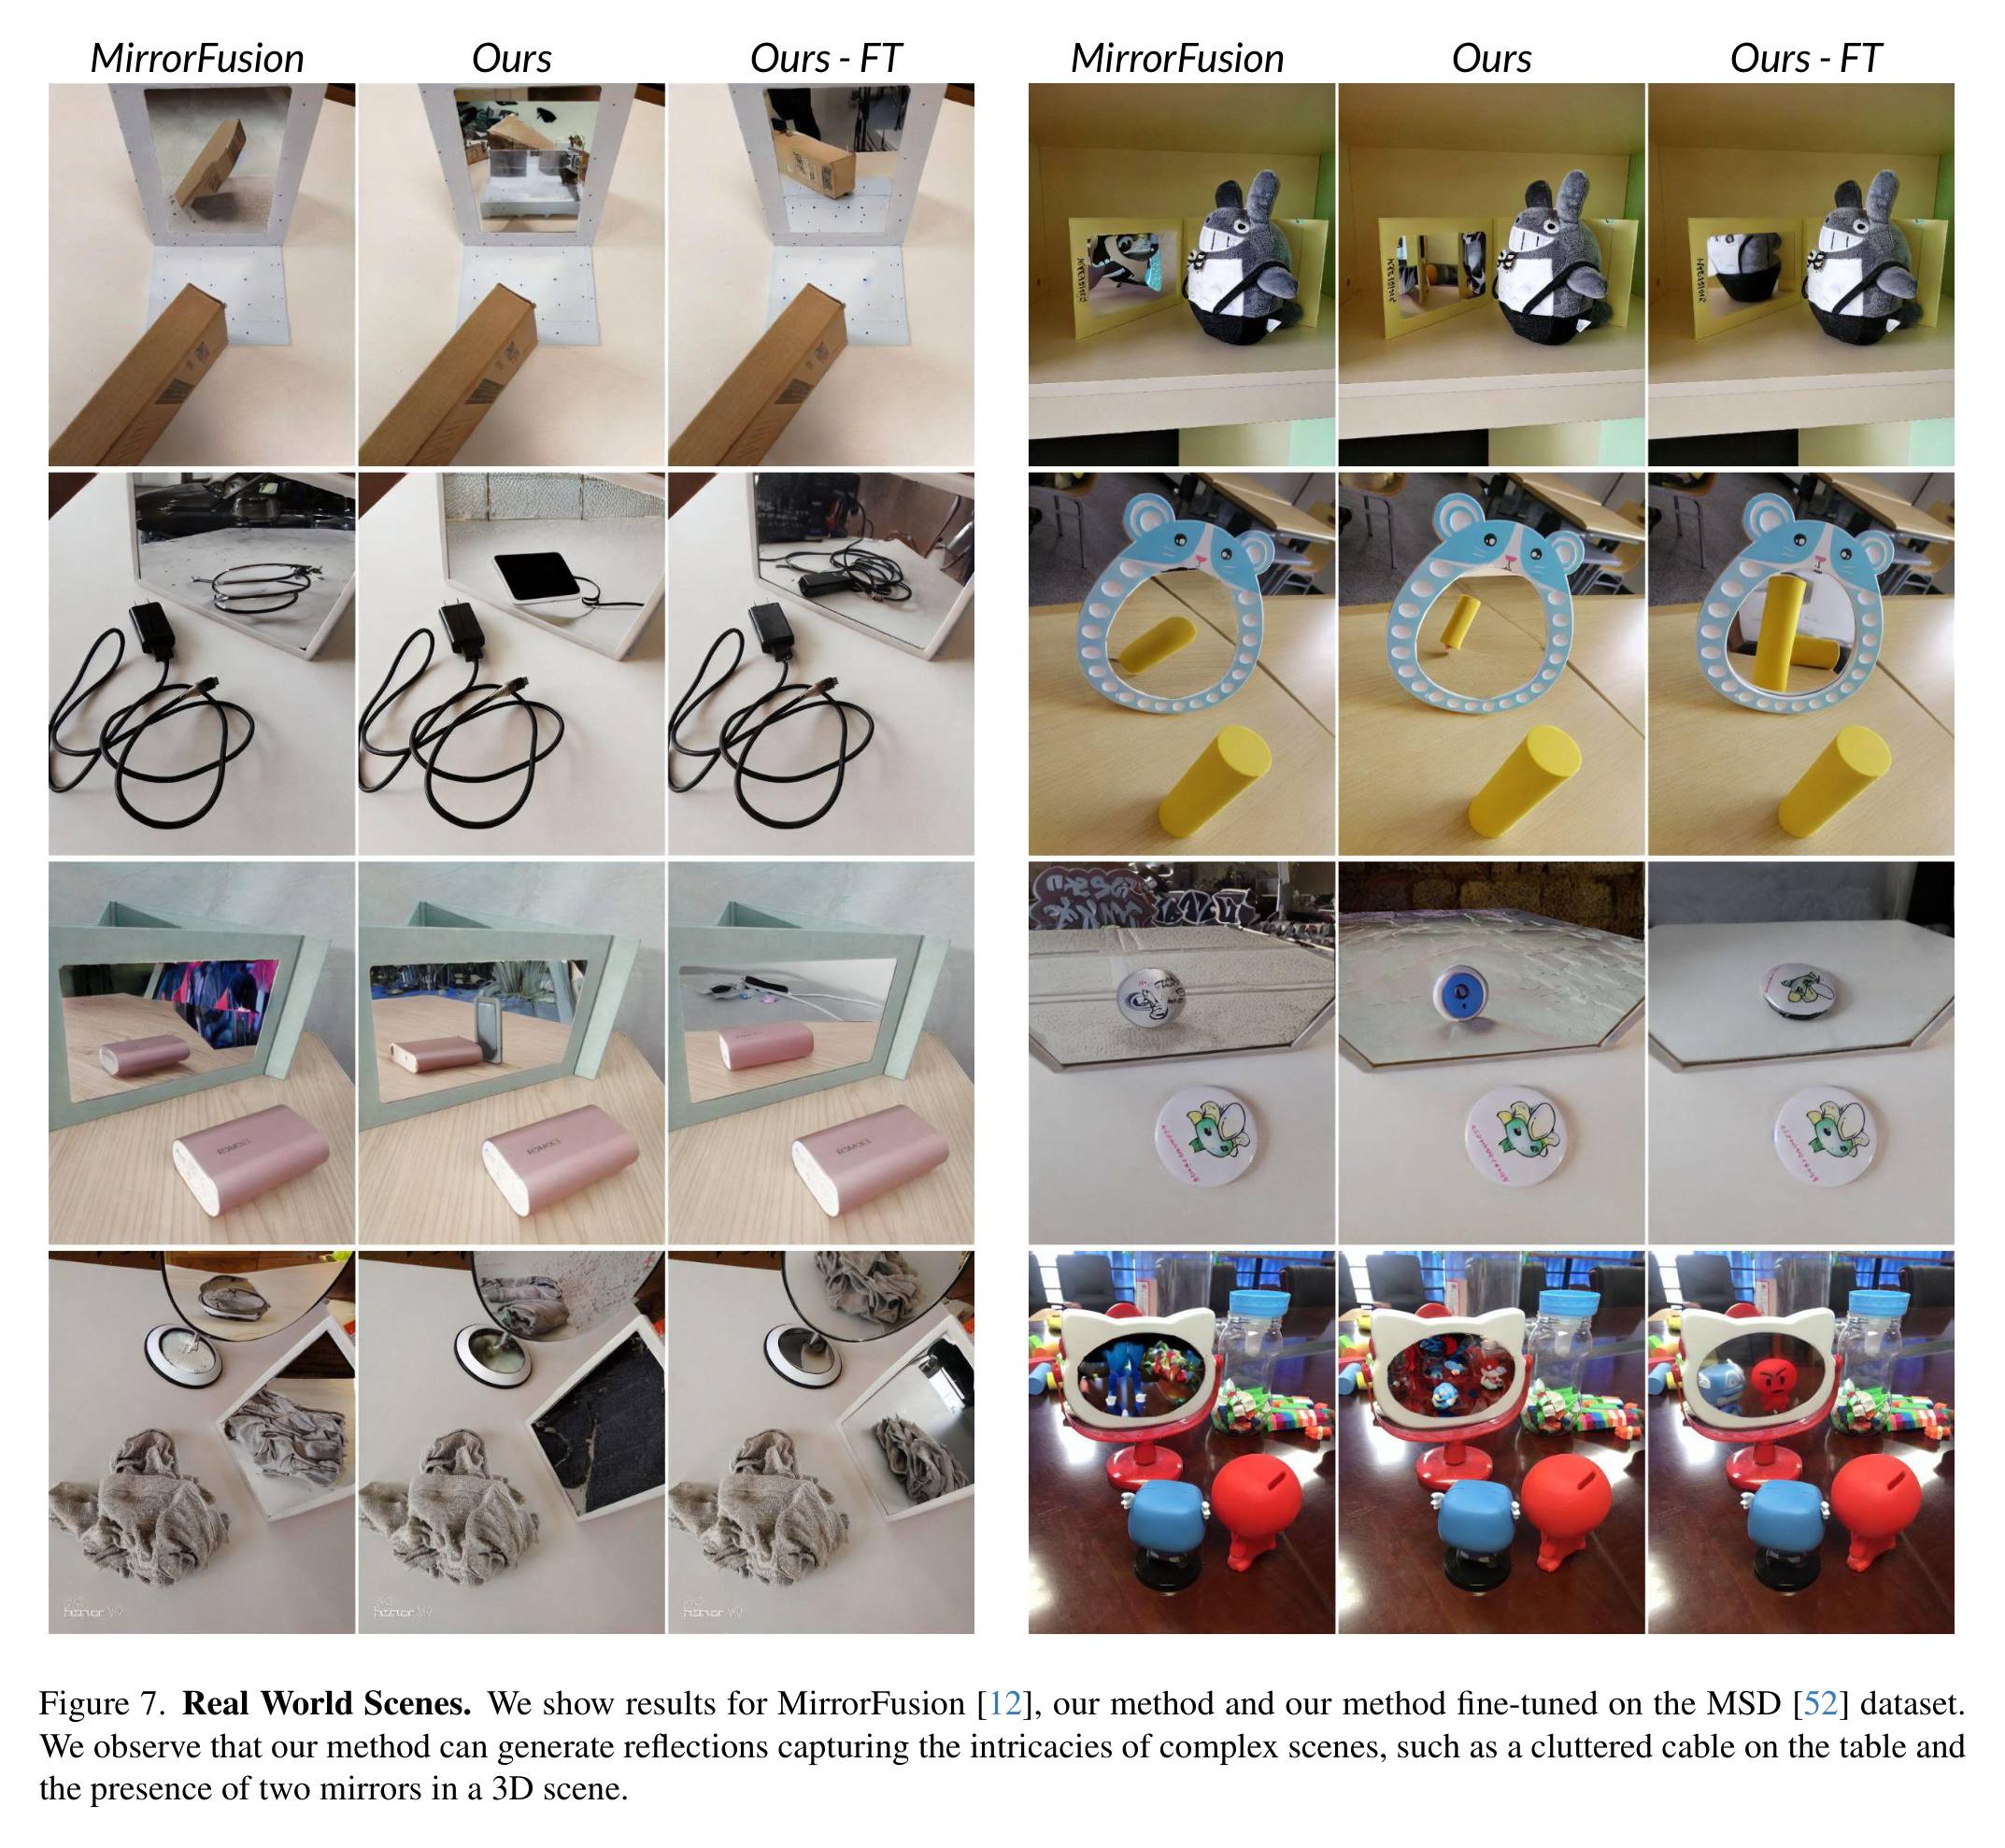 MirrorFusion Ours Ours - FT MirrorFusion Ours Ours - FT
honor V9 honor V9 honor V9
Figure 7. Real World Scenes. We show results for MirrorFusion [12], our method and our method fine-tuned on the MSD [52] dataset.
We observe that our method can generate reflections capturing the intricacies of complex scenes, such as a cluttered cable on the table and
the presence of two mirrors in a 3D scene.